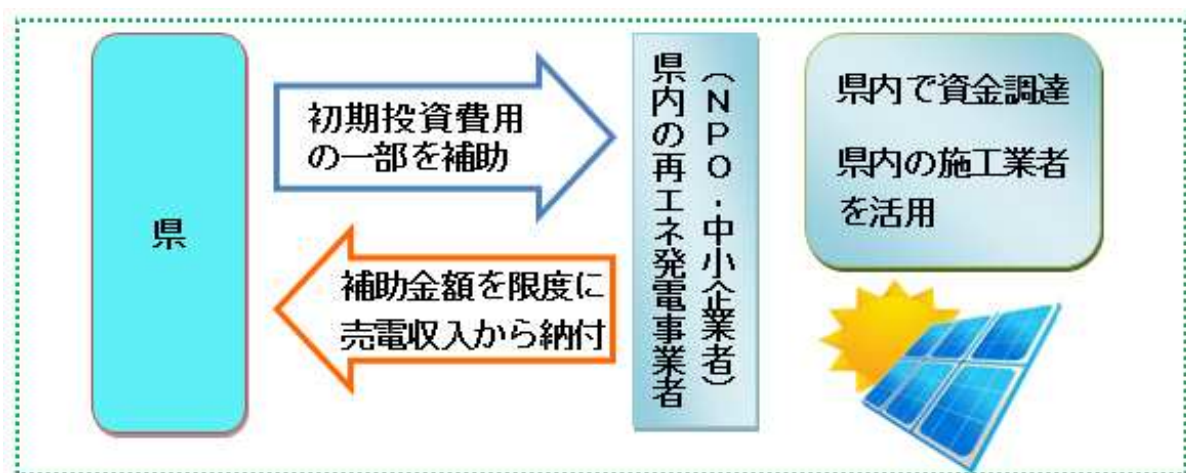 県
初期投資費用
の一部を補助
補助金額を限度に
売電収入から納付
県内の再エネ発電事業者
（NPO・中小企業者）
県内で資金調達
県内の施工業者
を活用